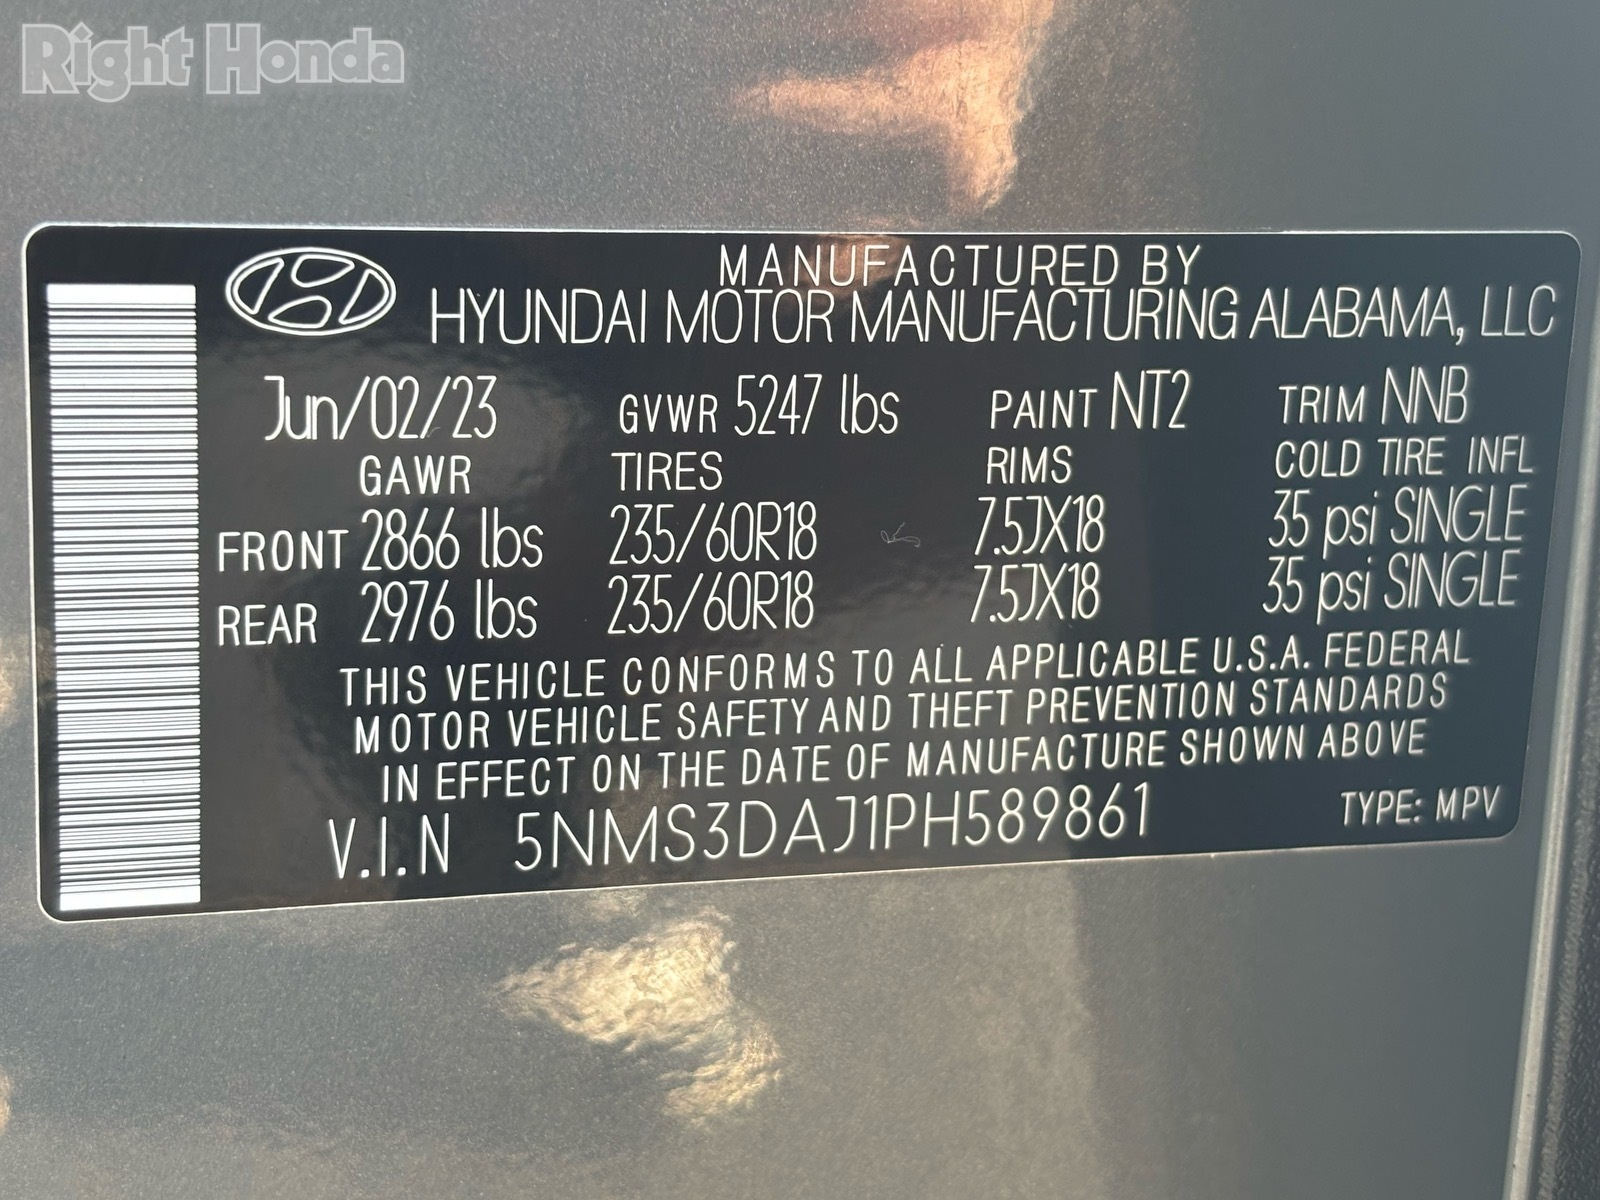 Right Honda
MANUFACTURED BY
HYUNDAI MOTOR MANUFACTURING ALABAMA, LLC
Jun/02/23 GVWR 5247 lbs PAINT NT2 TRIM NNB
GAWR TIRES RIMS COLD TIRE INFL
FRONT 2866 lbs 235/60R18 7.5JX18 35 psi SINGLE
REAR 2976 lbs 235/60R18 7.5JX18 35 psi SINGLE
THIS VEHICLE CONFORMS TO ALL APPLICABLE U.S.A. FEDERAL
MOTOR VEHICLE SAFETY AND THEFT PREVENTION STANDARDS
IN EFFECT ON THE DATE OF MANUFACTURE SHOWN ABOVE
V.I.N 5NMS3DAJ1PH589861 TYPE: MPV